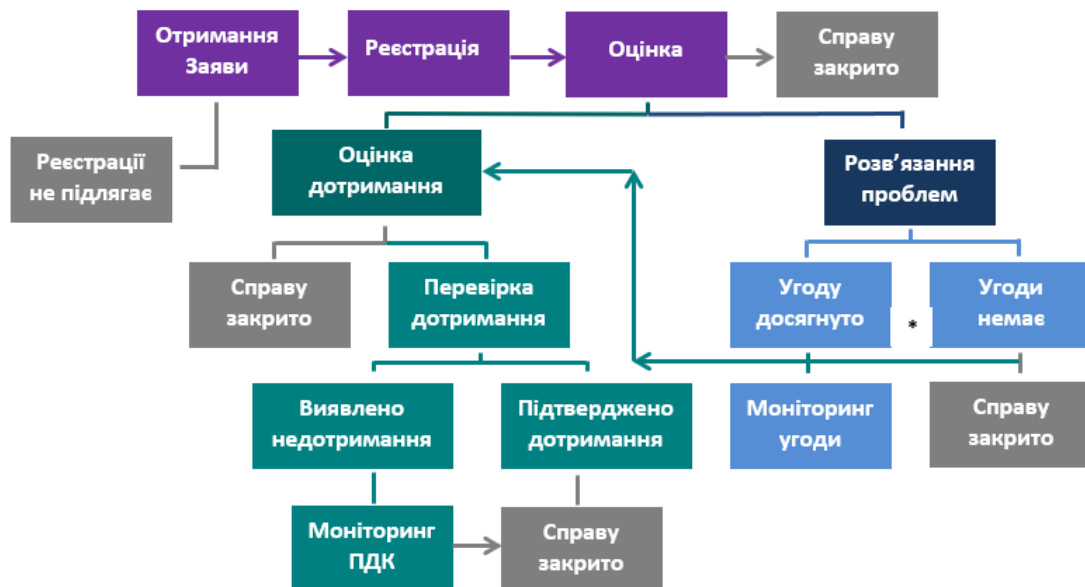 Отримання
Заяви
Реєстрація
Оцінка
Справу
закрито
Реєстрації
не підлягає
Оцінка
дотримання
Розв’язання
проблем
Справу
закрито
Перевірка
дотримання
Угоду
досягнуто
*
Угоди
немає
Виявлено
недотримання
Підтверджено
дотримання
Моніторинг
угоди
Справу
закрито
Моніторинг
ПДК
Справу
закрито